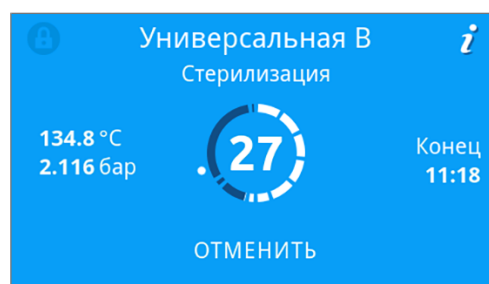 Универсальная В
i
Стерилизация
134.8 °C
2.116 бар
27
Конец
11:18
ОТМЕНИТЬ